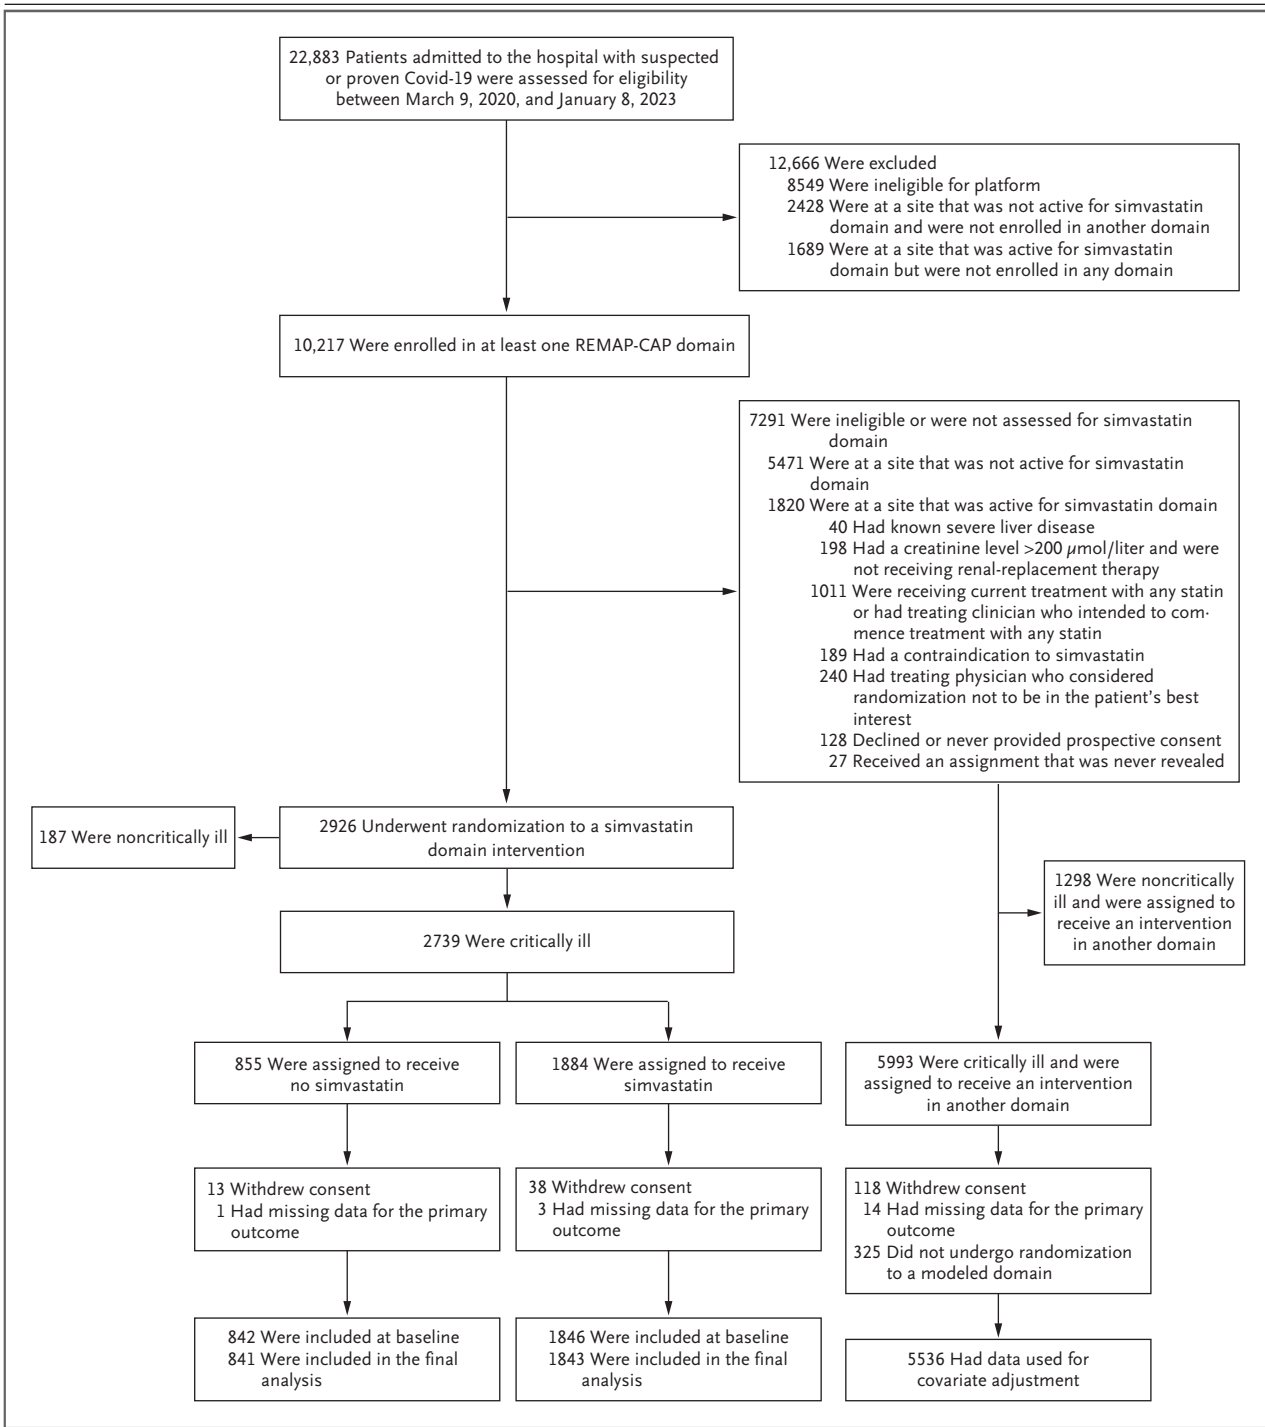 22,883 Patients admitted to the hospital with suspected
or proven Covid-19 were assessed for eligibility
between March 9, 2020, and January 8, 2023
12,666 Were excluded
8549 Were ineligible for platform
2428 Were at a site that was not active for simvastatin
domain and were not enrolled in another domain
1689 Were at a site that was active for simvastatin
domain but were not enrolled in any domain
10,217 Were enrolled in at least one REMAP-CAP domain
7291 Were ineligible or were not assessed for simvastatin
domain
5471 Were at a site that was not active for simvastatin
domain
1820 Were at a site that was active for simvastatin domain
40 Had known severe liver disease
198 Had a creatinine level >200 µmol/liter and were
not receiving renal-replacement therapy
1011 Were receiving current treatment with any statin
or had treating clinician who intended to com-
mence treatment with any statin
189 Had a contraindication to simvastatin
240 Had treating physician who considered
randomization not to be in the patient's best
interest
128 Declined or never provided prospective consent
27 Received an assignment that was never revealed
187 Were noncritically ill
2926 Underwent randomization to a simvastatin
domain intervention
1298 Were noncritically
ill and were assigned to
receive an intervention
in another domain
2739 Were critically ill
855 Were assigned to receive
no simvastatin
1884 Were assigned to receive
simvastatin
5993 Were critically ill and were
assigned to receive an intervention
in another domain
13 Withdrew consent
1 Had missing data for the primary
outcome
38 Withdrew consent
3 Had missing data for the primary
outcome
118 Withdrew consent
14 Had missing data for the primary
outcome
325 Did not undergo randomization
to a modeled domain
842 Were included at baseline
841 Were included in the final
analysis
1846 Were included at baseline
1843 Were included in the final
analysis
5536 Had data used for
covariate adjustment